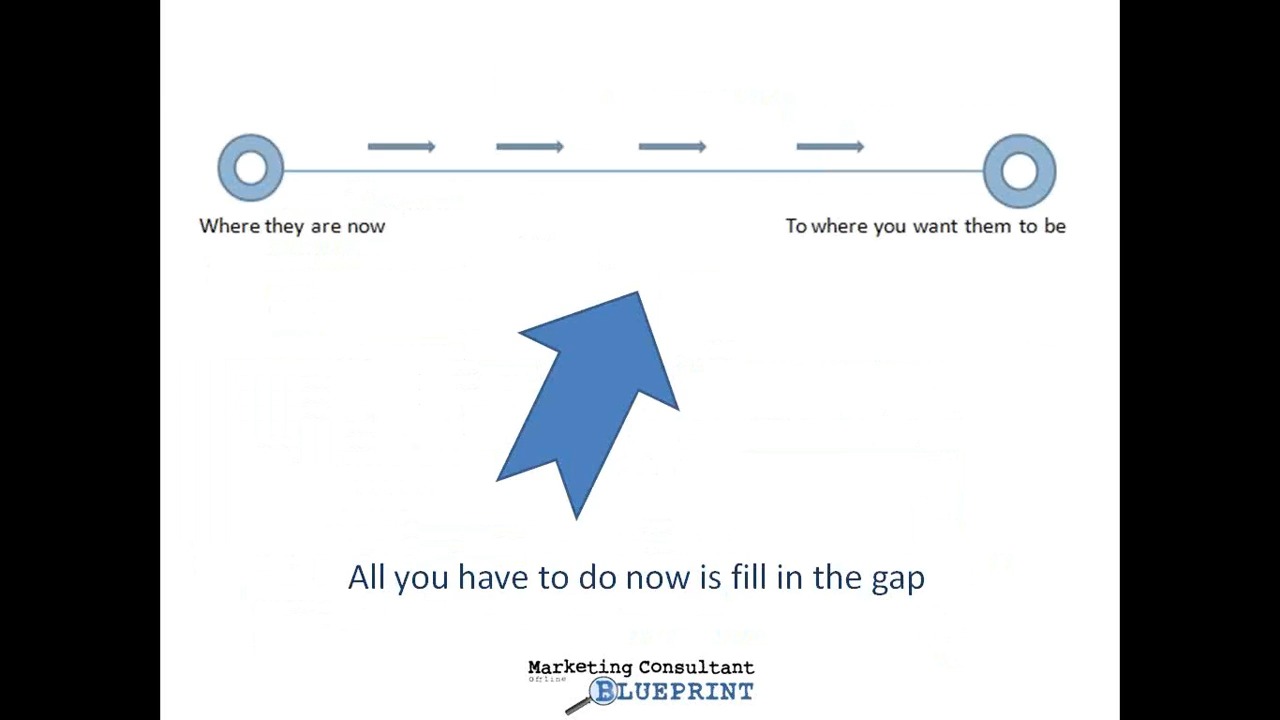 Where they are now
To where you want them to be
All you have to do now is fill in the gap
Marketing Consultant
Offline
BLUEPRINT